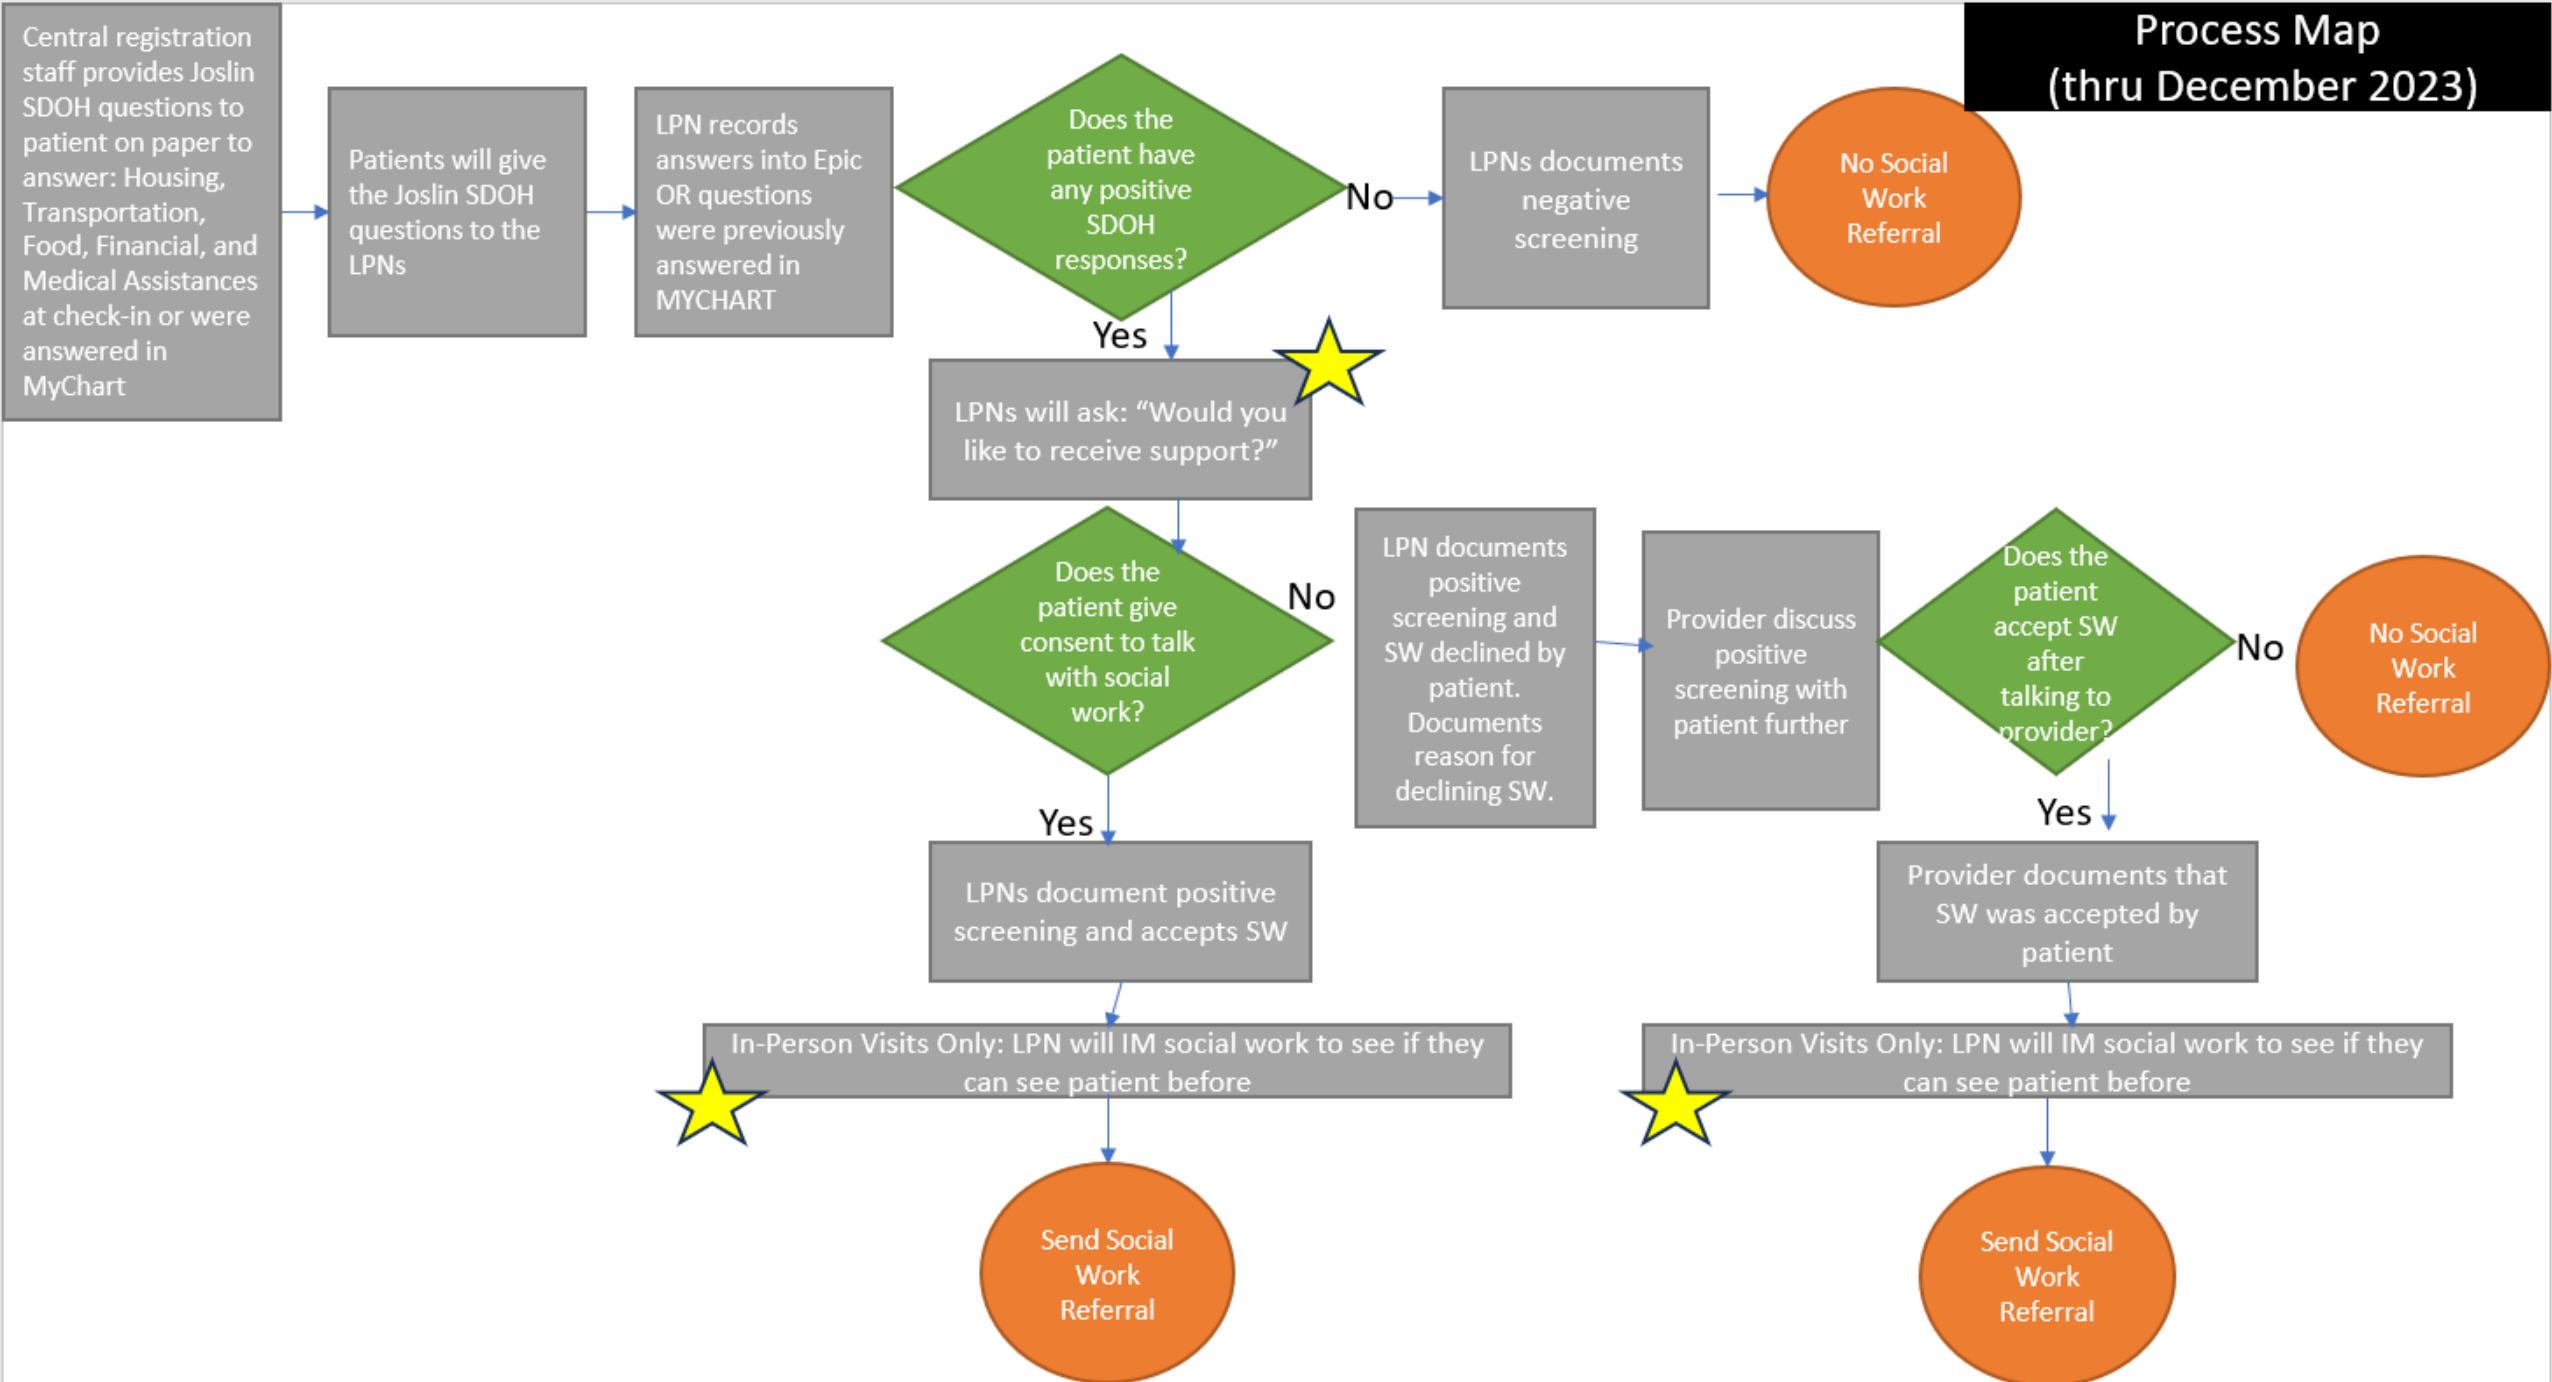 Process Map
(thru December 2023)
Central registration
staff provides Joslin
SDOH questions to
patient on paper to
answer: Housing,
Transportation,
Food, Financial, and
Medical Assistances
at check-in or were
answered in
MyChart
Patients will give
the Joslin SDOH
questions to the
LPNs
LPN records
answers into Epic
OR questions
were previously
answered in
MYCHART
Does the
patient have
any positive
SDOH
responses?
No
LPNs documents
negative
screening
No Social
Work
Referral
Yes
LPNs will ask: “Would you
like to receive support?”
Does the
patient give
consent to talk
with social
work?
No
LPN documents
positive
screening and
SW declined by
patient.
Documents
reason for
declining SW.
Provider discuss
positive
screening with
patient further
Does the
patient
accept SW
after
talking to
provider?
No
No Social
Work
Referral
Yes
LPNs document positive
screening and accepts SW
In-Person Visits Only: LPN will IM social work to see if they
can see patient before
Send Social
Work
Referral
Yes
Provider documents that
SW was accepted by
patient
In-Person Visits Only: LPN will IM social work to see if they
can see patient before
Send Social
Work
Referral